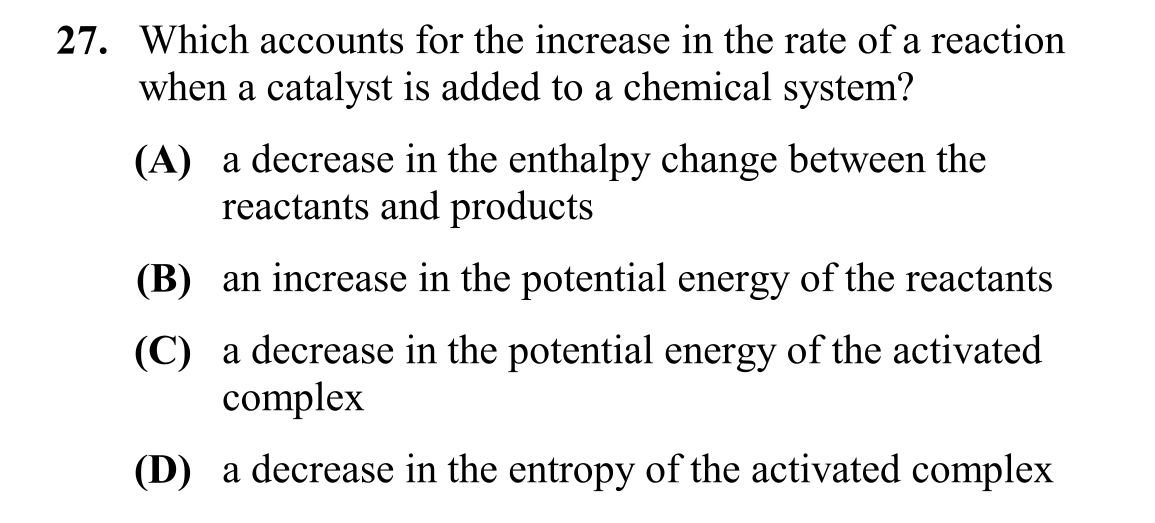 27. Which accounts for the increase in the rate of a reaction
when a catalyst is added to a chemical system?
(A) a decrease in the enthalpy change between the
reactants and products
(B) an increase in the potential energy of the reactants
(C) a decrease in the potential energy of the activated
complex
(D) a decrease in the entropy of the activated complex